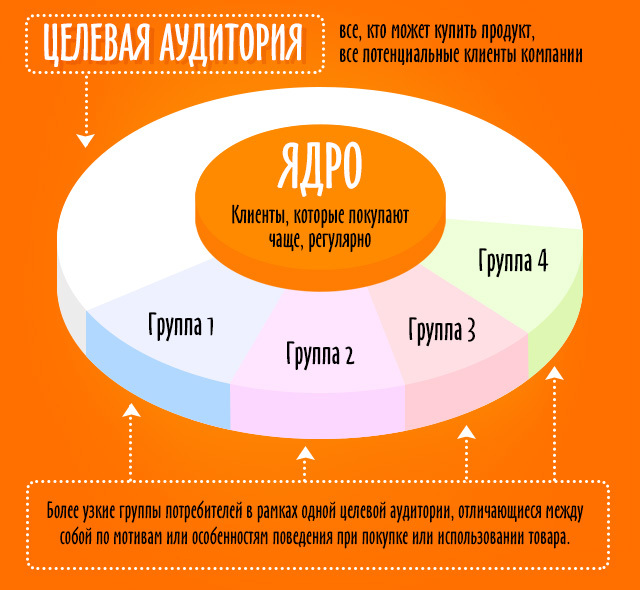 ЦЕЛЕВАЯ АУДИТОРИЯ
все, кто может купить продукт,
все потенциальные клиенты компании
ЯДРО
Клиенты, которые покупают
чаще, регулярно
Группа 1
Группа 2
Группа 3
Группа 4
Более узкие группы потребителей в рамках одной целевой аудитории, отличающиеся между
собой по мотивам или особенностям поведения при покупке или использовании товара.